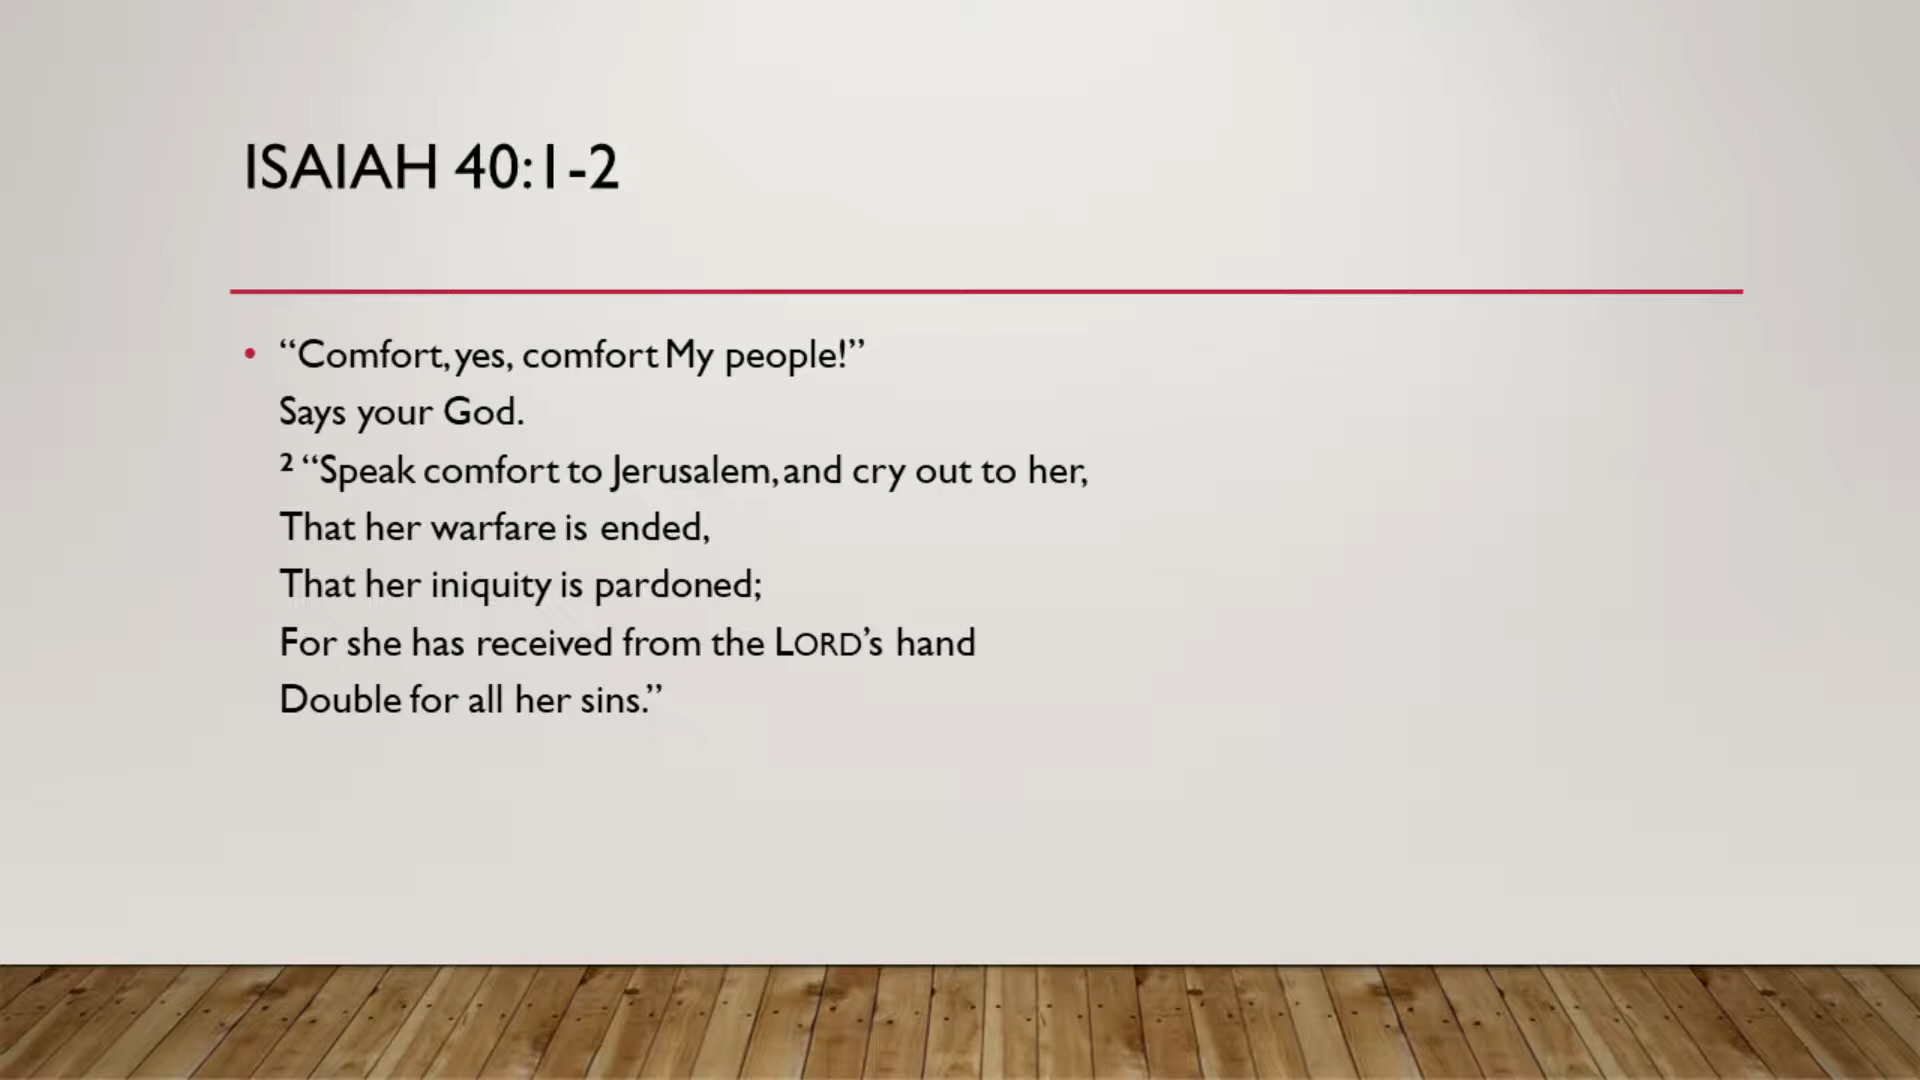 ISAIAH 40:1-2
• “Comfort, yes, comfort My people!”
Says your God.
² “Speak comfort to Jerusalem, and cry out to her,
That her warfare is ended,
That her iniquity is pardoned;
For she has received from the LORD’s hand
Double for all her sins.”